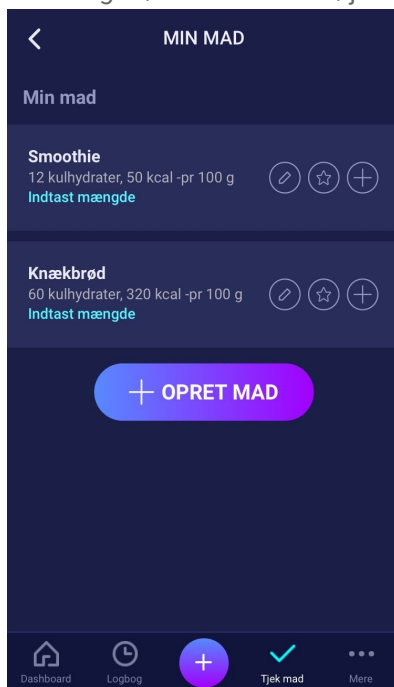 MIN MAD
Min mad
Smoothie
12 kulhydrater, 50 kcal -pr 100 g
Indtast mængde
Knækbrød
60 kulhydrater, 320 kcal -pr 100 g
Indtast mængde
OPRET MAD
Dashboard Logbog Tjek mad Mere